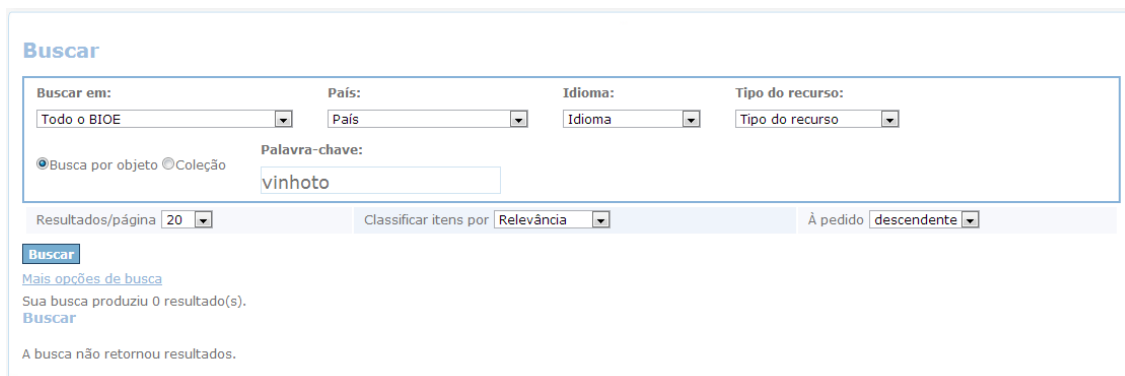 Buscar
Buscar em: País: Idioma: Tipo do recurso:
Todo o BIOE País Idioma Tipo do recurso
Palavra-chave:
Busca por objeto Coleção
vinhoto
Resultados/página 20 Classificar itens por Relevância À pedido descendente
Buscar
Mais opções de busca
Sua busca produziu 0 resultado(s).
Buscar
A busca não retornou resultados.